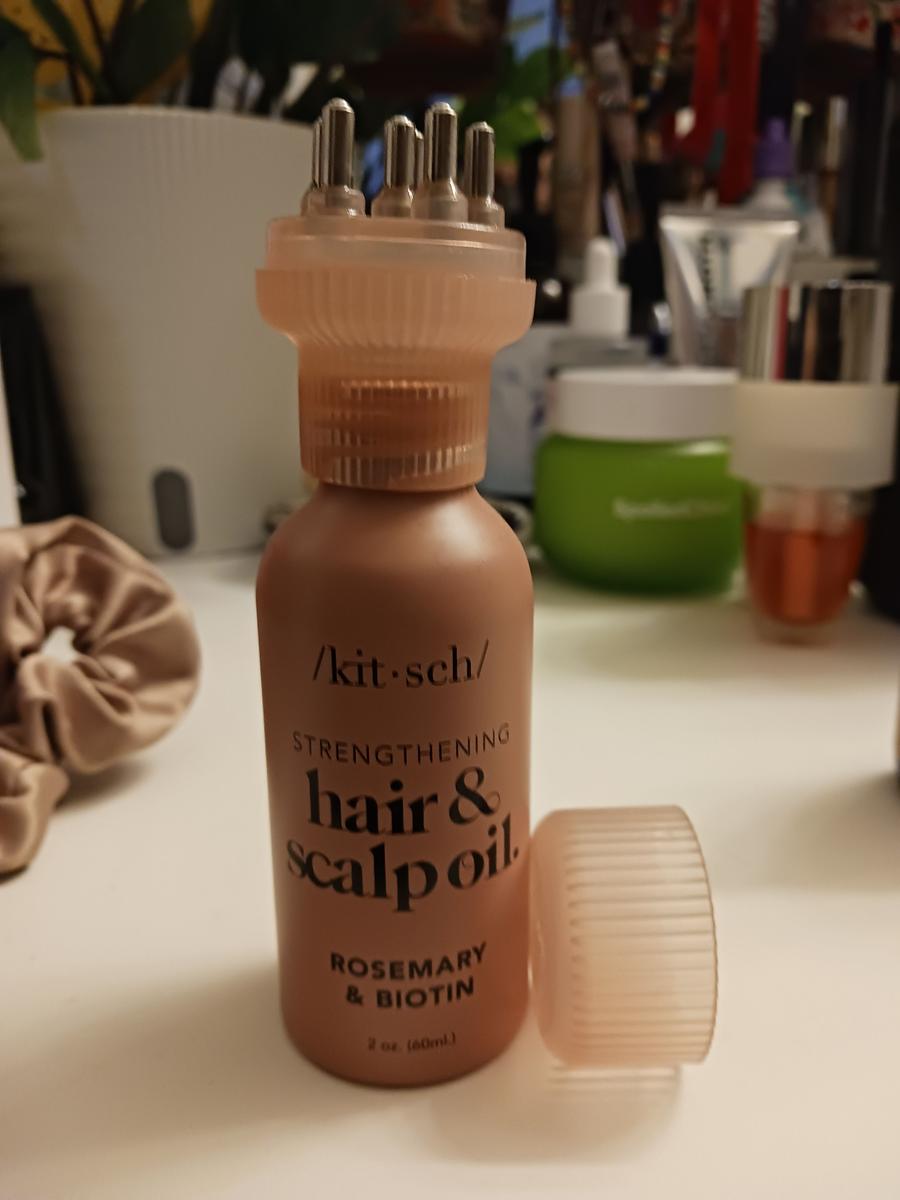 /kit·sch/
STRENGTHENING
hair &
scalp oil.
ROSEMARY
& BIOTIN
2 oz. (60mL)